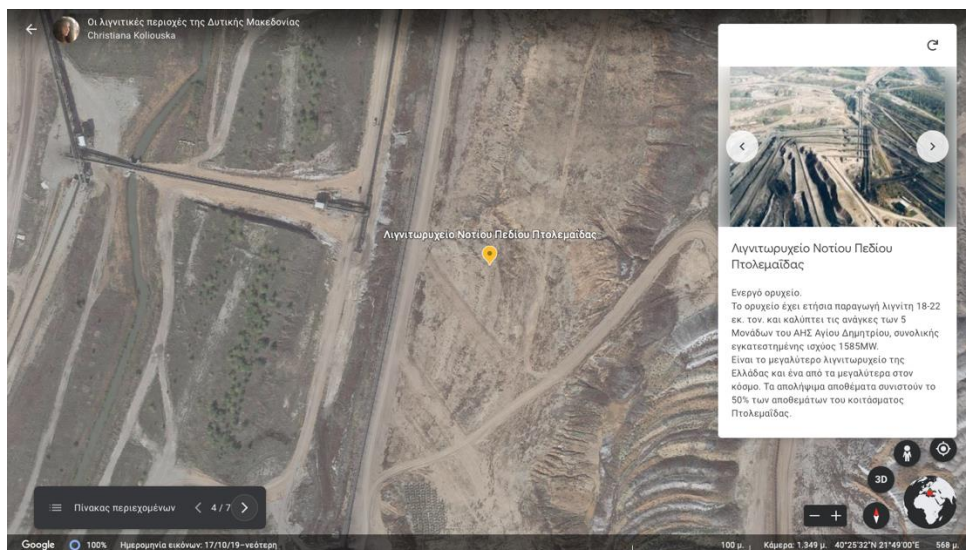 Οι λιγνιτικές περιοχές της Δυτικής Μακεδονίας
Christiana Koliouska
Λιγνιτωρυχείο Νοτίου Πεδίου Πτολεμαΐδας
Λιγνιτωρυχείο Νοτίου Πεδίου
Πτολεμαΐδας
Ενεργό ορυχείο.
Το ορυχείο έχει ετήσια παραγωγή λιγνίτη 18-22
εκ. τον. και καλύπτει τις ανάγκες των 5
Μονάδων του ΑΗΣ Αγίου Δημητρίου, συνολικής
εγκατεστημένης ισχύος 1585MW.
Είναι το μεγαλύτερο λιγνιτωρυχείο της
Ελλάδας και ένα από τα μεγαλύτερα στον
κόσμο. Τα απολήψιμα αποθέματα συνιστούν το
50% των αποθεμάτων του κοιτάσματος
Πτολεμαΐδας.
3D
Πίνακας περιεχομένων 4 / 7
Google 100% Ημερομηνία εικόνων: 17/10/19–νεότερη 100 μ. Κάμερα: 1.349 μ. 40°25'32"N 21°49'00"E 568 μ.